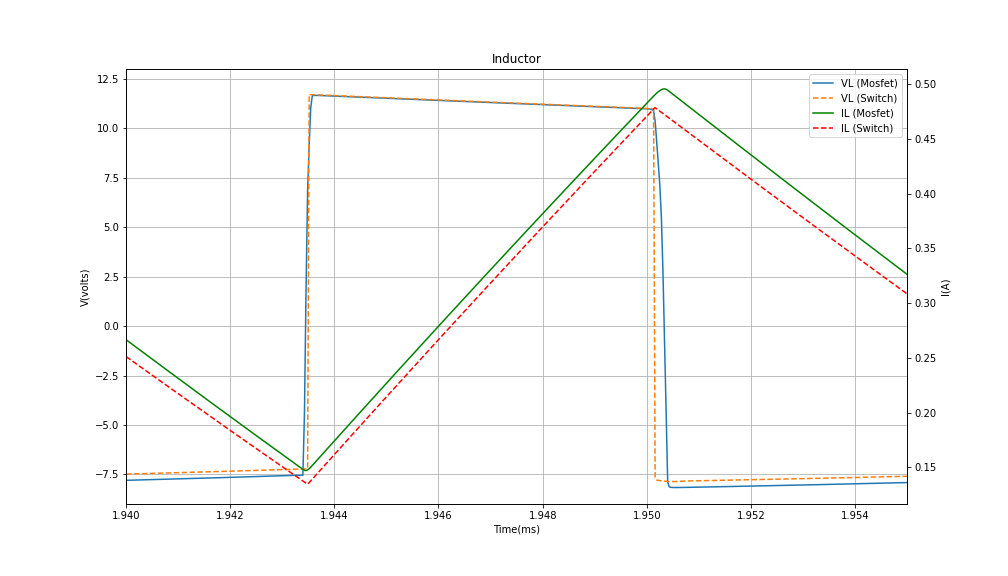 Inductor
12.5
10.0
7.5
5.0
2.5
0.0
−2.5
−5.0
−7.5
V(volts)
VL (Mosfet)
VL (Switch)
IL (Mosfet)
IL (Switch)
0.50
0.45
0.40
0.35
0.30
0.25
0.20
0.15
I(A)
1.940 1.942 1.944 1.946 1.948 1.950 1.952 1.954
Time(ms)